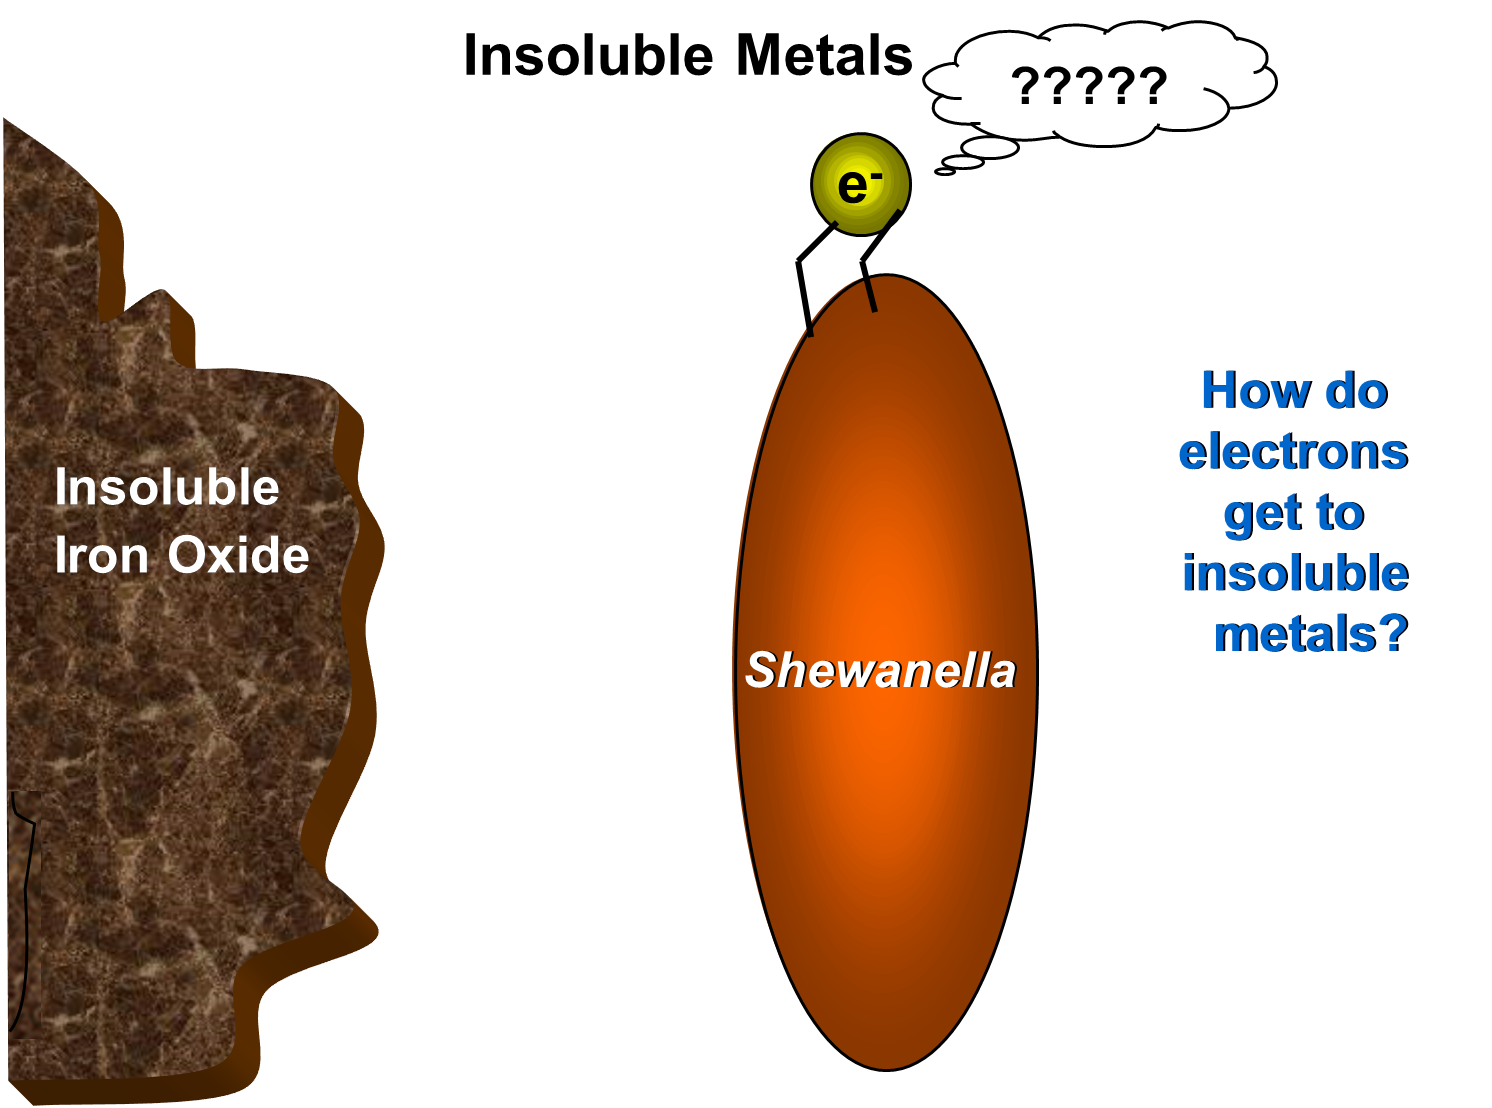 Insoluble Metals
?????
e-
Insoluble
Iron Oxide
Shewanella
How do
electrons
get to
insoluble
metals?